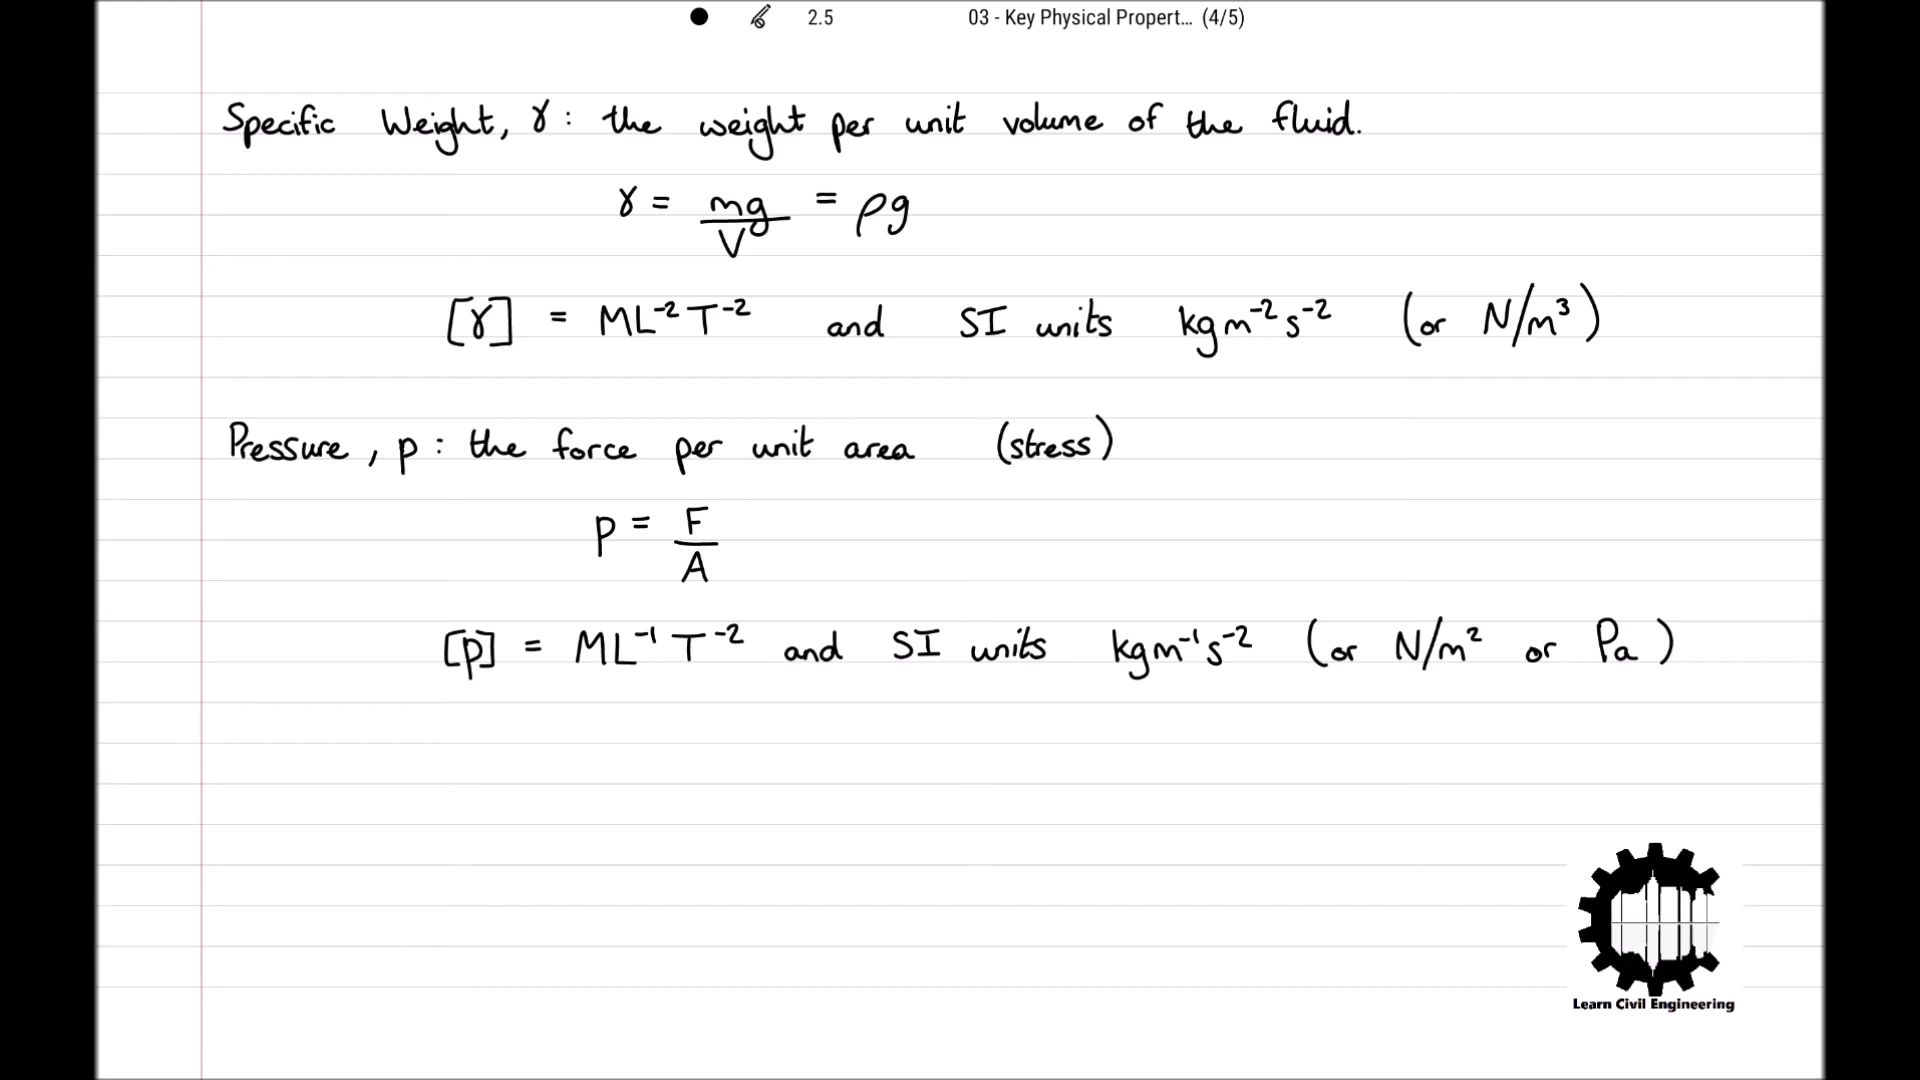 2.5 03 - Key Physical Propert... (4/5)
Specific Weight, γ : the weight per unit volume of the fluid.
γ = mg/V = ρg
[γ] = ML⁻²T⁻² and SI units kgm⁻²s⁻² (or N/m³)
Pressure, p : the force per unit area (stress)
p = F/A
[p] = ML⁻¹T⁻² and SI units kgm⁻¹s⁻² (or N/m² or Pa)
Learn Civil Engineering